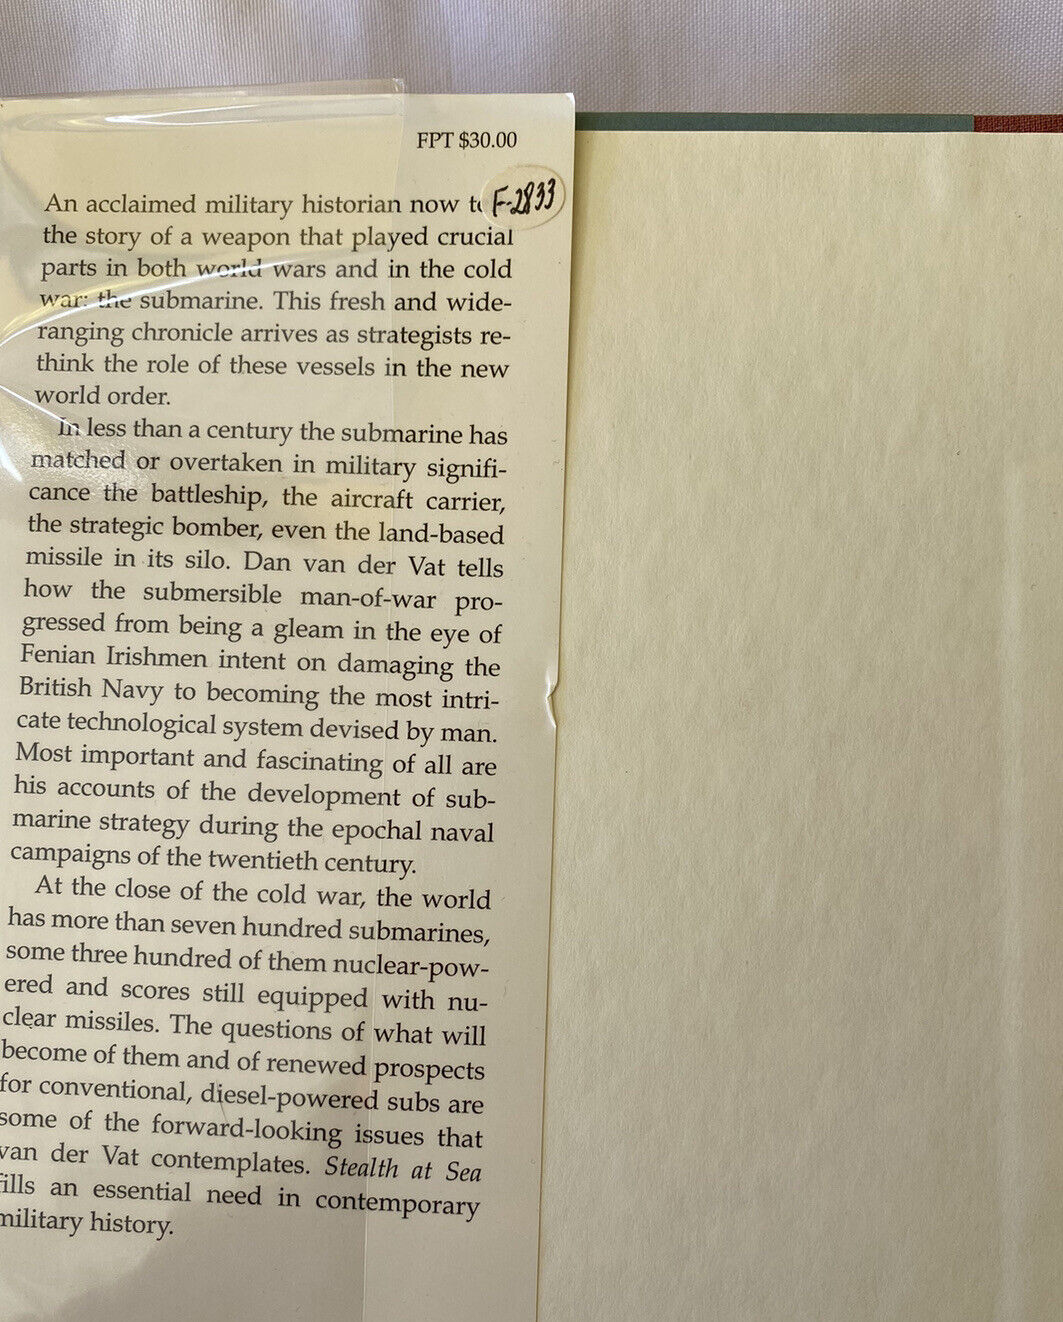 FPT $30.00
F-2833
An acclaimed military historian now
the story of a weapon that played crucial
parts in both world wars and in the cold
war: the submarine. This fresh and wide-
ranging chronicle arrives as strategists re-
think the role of these vessels in the new
world order.
In less than a century the submarine has
matched or overtaken in military signifi-
cance the battleship, the aircraft carrier,
the strategic bomber, even the land-based
missile in its silo. Dan van der Vat tells
how the submersible man-of-war pro-
gressed from being a gleam in the eye of
Fenian Irishmen intent on damaging the
British Navy to becoming the most intri-
cate technological system devised by man.
Most important and fascinating of all are
his accounts of the development of sub-
marine strategy during the epochal naval
campaigns of the twentieth century.
At the close of the cold war, the world
has more than seven hundred submarines,
some three hundred of them nuclear-pow-
ered and scores still equipped with nu-
clear missiles. The questions of what will
become of them and of renewed prospects
for conventional, diesel-powered subs are
some of the forward-looking issues that
van der Vat contemplates. Stealth at Sea
fills an essential need in contemporary
military history.